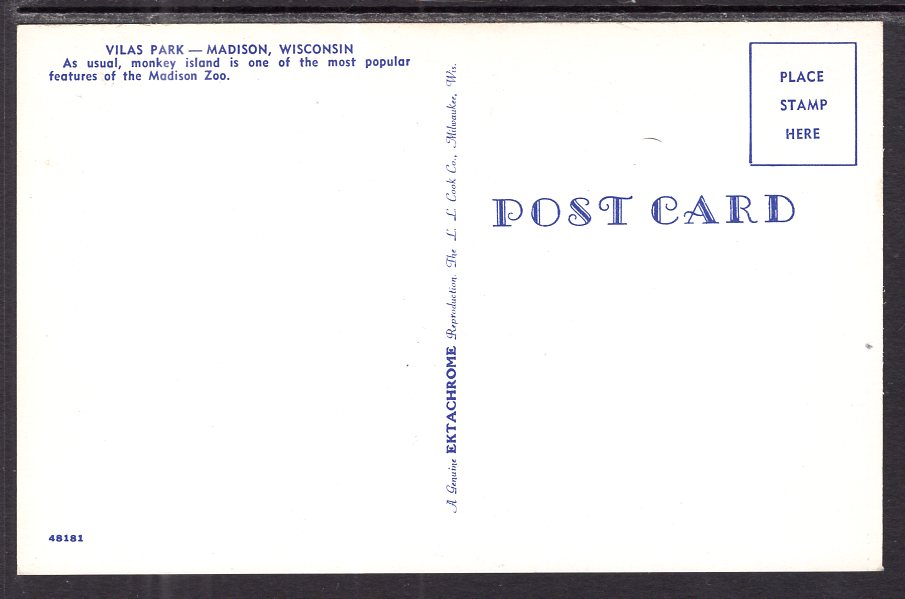 VILAS PARK — MADISON, WISCONSIN
As usual, monkey island is one of the most popular
features of the Madison Zoo.
48181
A Genuine EKTACHROME Reproduction. The L. L. Cook Co., Milwaukee, Wis.
PLACE
STAMP
HERE
POST CARD